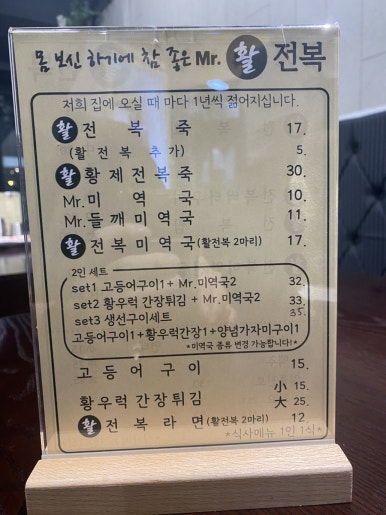 몸 보신 하기에 참 좋은 Mr. 활 전복
저희 집에 오실 때 마다 1년씩 젊어지십니다.
활 전복죽 17.
(활 전복 추가) 5.
활 황제전복죽 30.
Mr.미역국 10.
Mr.들깨미역국 11.
활 전복미역국(활전복 2마리) 17.
2인 세트
set1 고등어구이1 + Mr.미역국2 32.
set2 황우럭 간장튀김 + Mr.미역국2 33.
set3 생선구이세트 35.
고등어구이1+황우럭간장1+양념가자미구이1
*미역국 종류 변경 가능합니다!*
고등어구이 15.
황우럭간장튀김 小 15.
大 25.
활 전복라면(활전복 2마리) 12.
*식사메뉴 1인 1식*